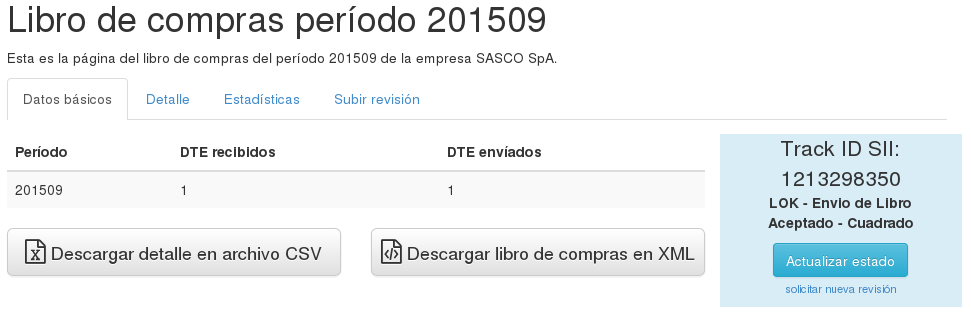 Libro de compras período 201509
Esta es la página del libro de compras del período 201509 de la empresa SASCO SpA.
Datos básicos Detalle Estadísticas Subir revisión
Período DTE recibidos DTE envíados
201509 1 1
Descargar detalle en archivo CSV Descargar libro de compras en XML
Track ID SII:
1213298350
LOK - Envio de Libro
Aceptado - Cuadrado
Actualizar estado
solicitar nueva revisión